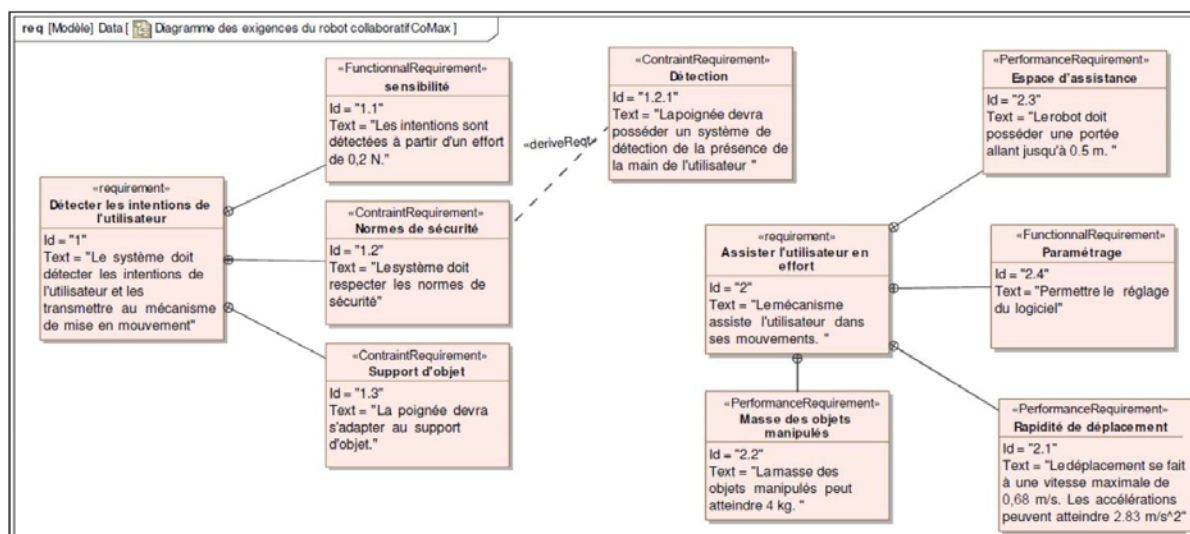 req [Modèle] Data [ Diagramme des exigences du robot collaboratif CoMax ]
«FunctionnalRequirement»
sensibilité
Id = "1.1"
Text = "Les intentions sont
détectées à partir d'un effort
de 0,2 N."
«requirement»
Détecter les intentions de
l'utilisateur
Id = "1"
Text = "Le système doit
détecter les intentions de
l'utilisateur et les
transmettre au mécanisme
de mise en mouvement"
«ContraintRequirement»
Normes de sécurité
Id = "1.2"
Text = "Le système doit
respecter les normes de
sécurité"
«ContraintRequirement»
Support d'objet
Id = "1.3"
Text = "La poignée devra
s'adapter au support
d'objet."
«deriveReqt»
«ContraintRequirement»
Détection
Id = "1.2.1"
Text = "La poignée devra
posséder un système de
détection de la présence de
la main de l'utilisateur "
«requirement»
Assister l'utilisateur en
effort
Id = "2"
Text = "Le mécanisme
assiste l'utilisateur dans
ses mouvements. "
«PerformanceRequirement»
Masse des objets
manipulés
Id = "2.2"
Text = "La masse des
objets manipulés peut
atteindre 4 kg. "
«PerformanceRequirement»
Espace d'assistance
Id = "2.3"
Text = "Le robot doit
posséder une portée
allant jusqu'à 0.5 m. "
«FunctionnalRequirement»
Paramétrage
Id = "2.4"
Text = "Permettre le réglage
du logiciel"
«PerformanceRequirement»
Rapidité de déplacement
Id = "2.1"
Text = "Le déplacement se fait
à une vitesse maximale de
0,68 m/s. Les accélérations
peuvent atteindre 2.83 m/s^2"